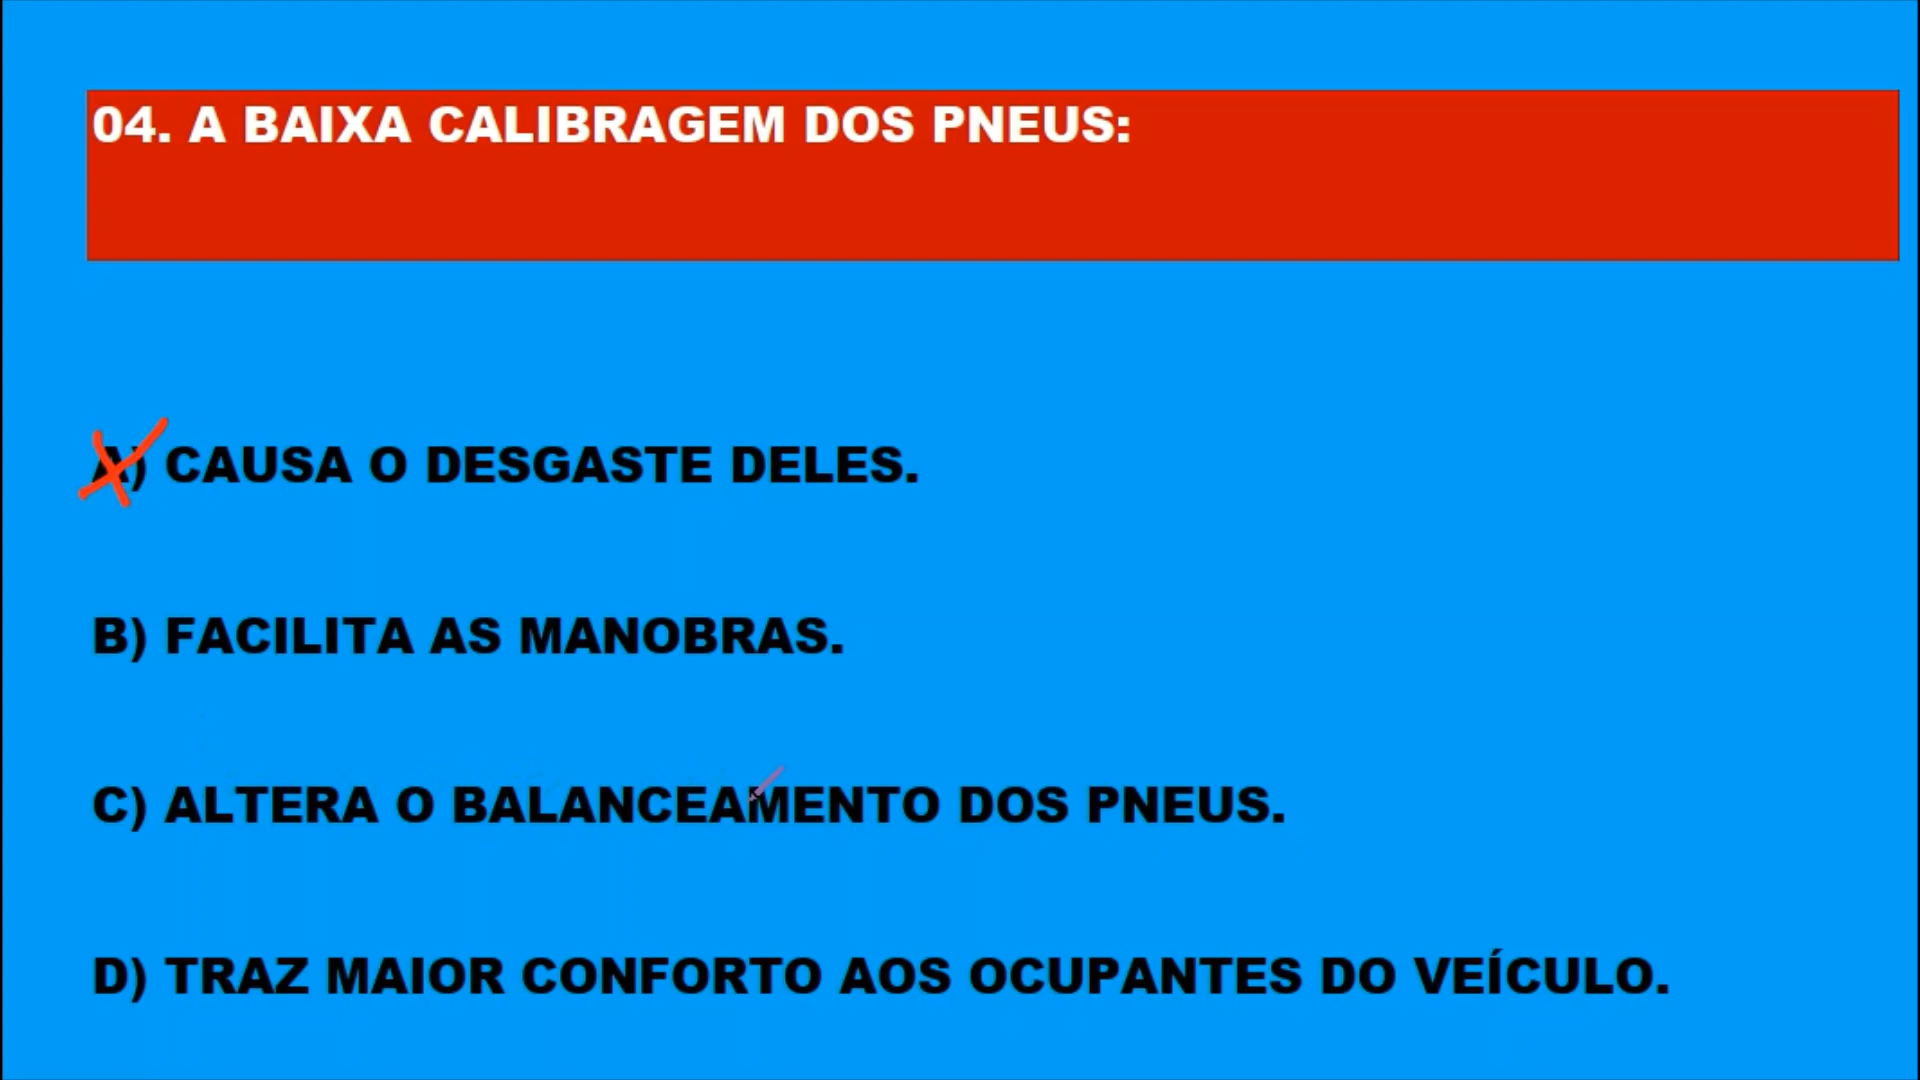 04. A BAIXA CALIBRAGEM DOS PNEUS:
A) CAUSA O DESGASTE DELES.
B) FACILITA AS MANOBRAS.
C) ALTERA O BALANCEAMENTO DOS PNEUS.
D) TRAZ MAIOR CONFORTO AOS OCUPANTES DO VEÍCULO.